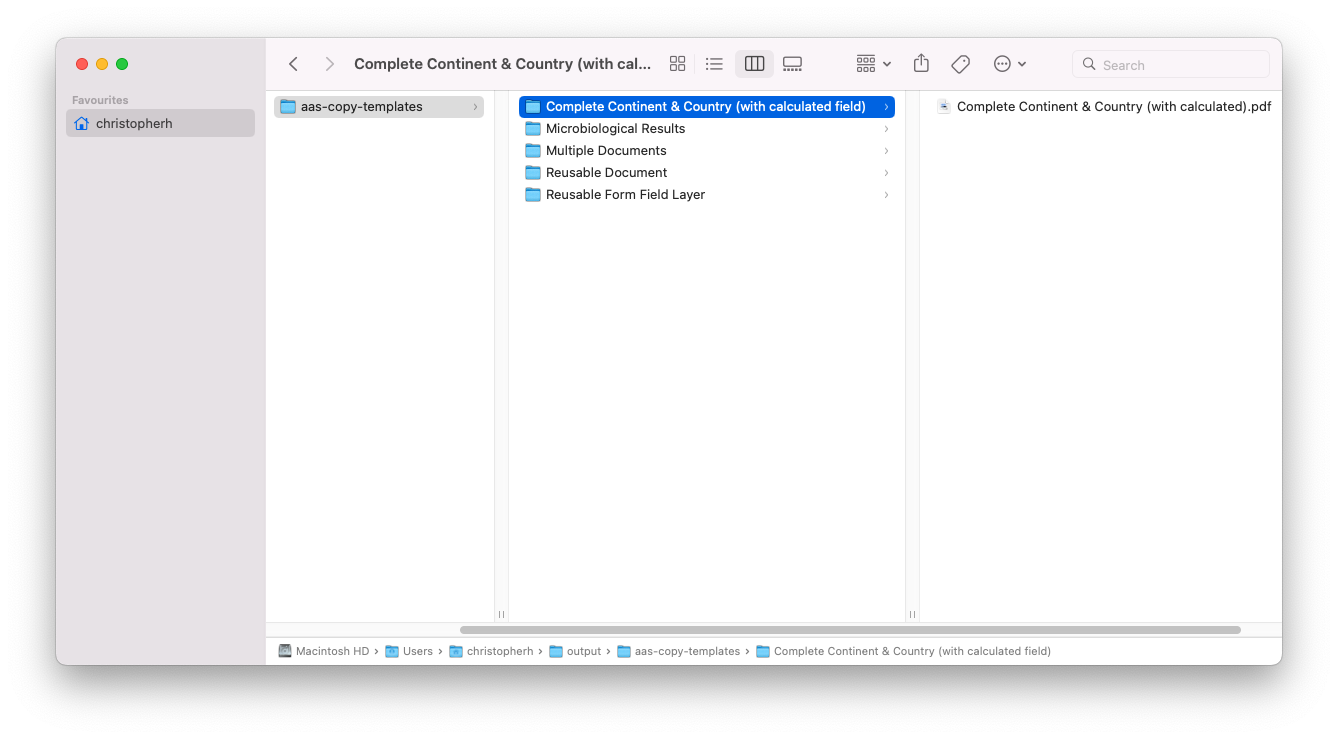 Complete Continent & Country (with cal...
Search
Favourites
christopherh
aas-copy-templates
Complete Continent & Country (with calculated field)
Microbiological Results
Multiple Documents
Reusable Document
Reusable Form Field Layer
Complete Continent & Country (with calculated).pdf
Macintosh HD › Users › christopherh › output › aas-copy-templates › Complete Continent & Country (with calculated field)